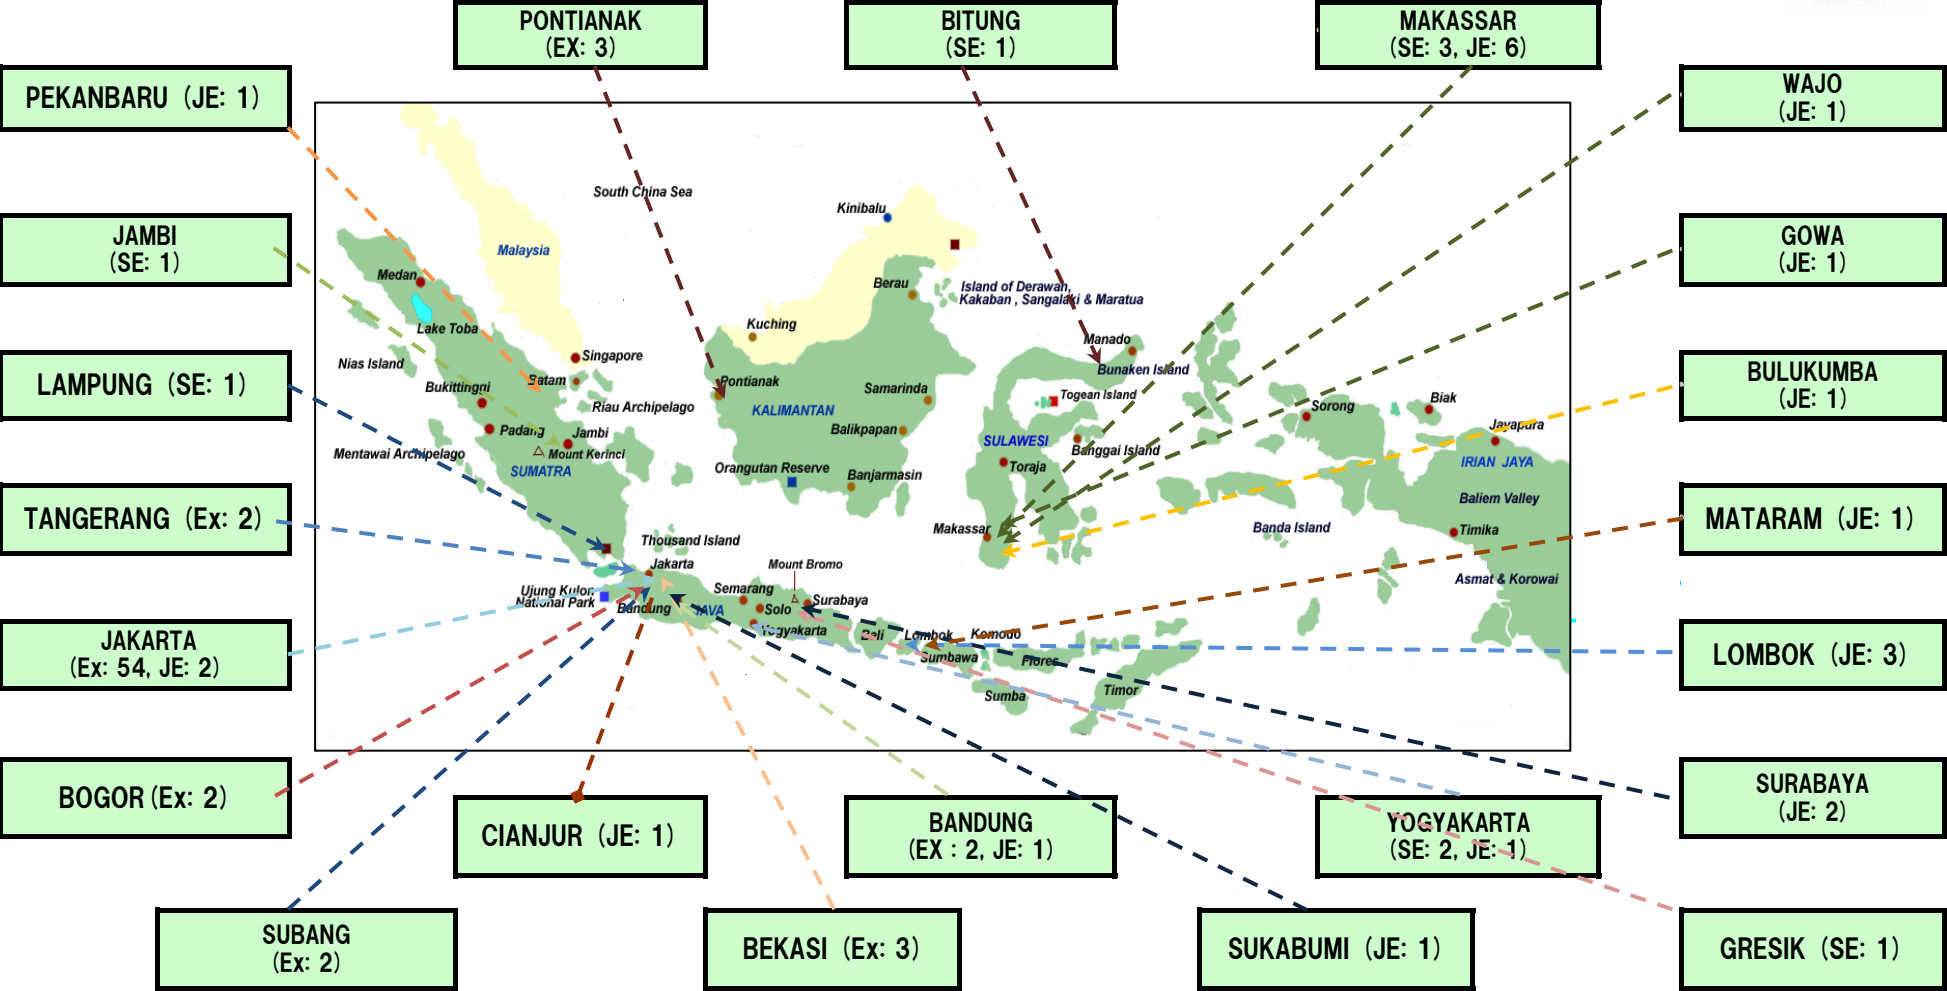 PONTIANAK
(EX: 3)
BITUNG
(SE: 1)
MAKASSAR
(SE: 3, JE: 6)
PEKANBARU (JE: 1)
WAJO
(JE: 1)
JAMBI
(SE: 1)
GOWA
(JE: 1)
LAMPUNG (SE: 1)
BULUKUMBA
(JE: 1)
TANGERANG (Ex: 2)
MATARAM (JE: 1)
JAKARTA
(Ex: 54, JE: 2)
LOMBOK (JE: 3)
BOGOR (Ex: 2)
SURABAYA
(JE: 2)
CIANJUR (JE: 1)
BANDUNG
(EX : 2, JE: 1)
YOGYAKARTA
(SE: 2, JE: 1)
SUBANG
(Ex: 2)
BEKASI (Ex: 3)
SUKABUMI (JE: 1)
GRESIK (SE: 1)
South China Sea
Kinibalu
Malaysia
Medan
Berau
Island of Derawan,
Kakaban , Sangalaki & Maratua
Lake Toba
Kuching
Manado
Singapore
Nias Island
Bunaken Island
Batam
Pontianak
Bukittinggi
Samarinda
Togean Island
Riau Archipelago
KALIMANTAN
Sorong
Biak
Padang
Jambi
Balikpapan
SULAWESI
Jayapura
Mentawai Archipelago
Mount Kerinci
Banggai Island
SUMATRA
Orangutan Reserve
Toraja
IRIAN JAYA
Banjarmasin
Baliem Valley
Makassar
Banda Island
Timika
Thousand Island
Jakarta
Mount Bromo
Asmat & Korowai
Ujung Kulon
National Park
Semarang
Surabaya
Bandung
JAVA
Solo
Yogyakarta
Bali
Lombok
Komodo
Sumbawa
Flores
Sumba
Timor